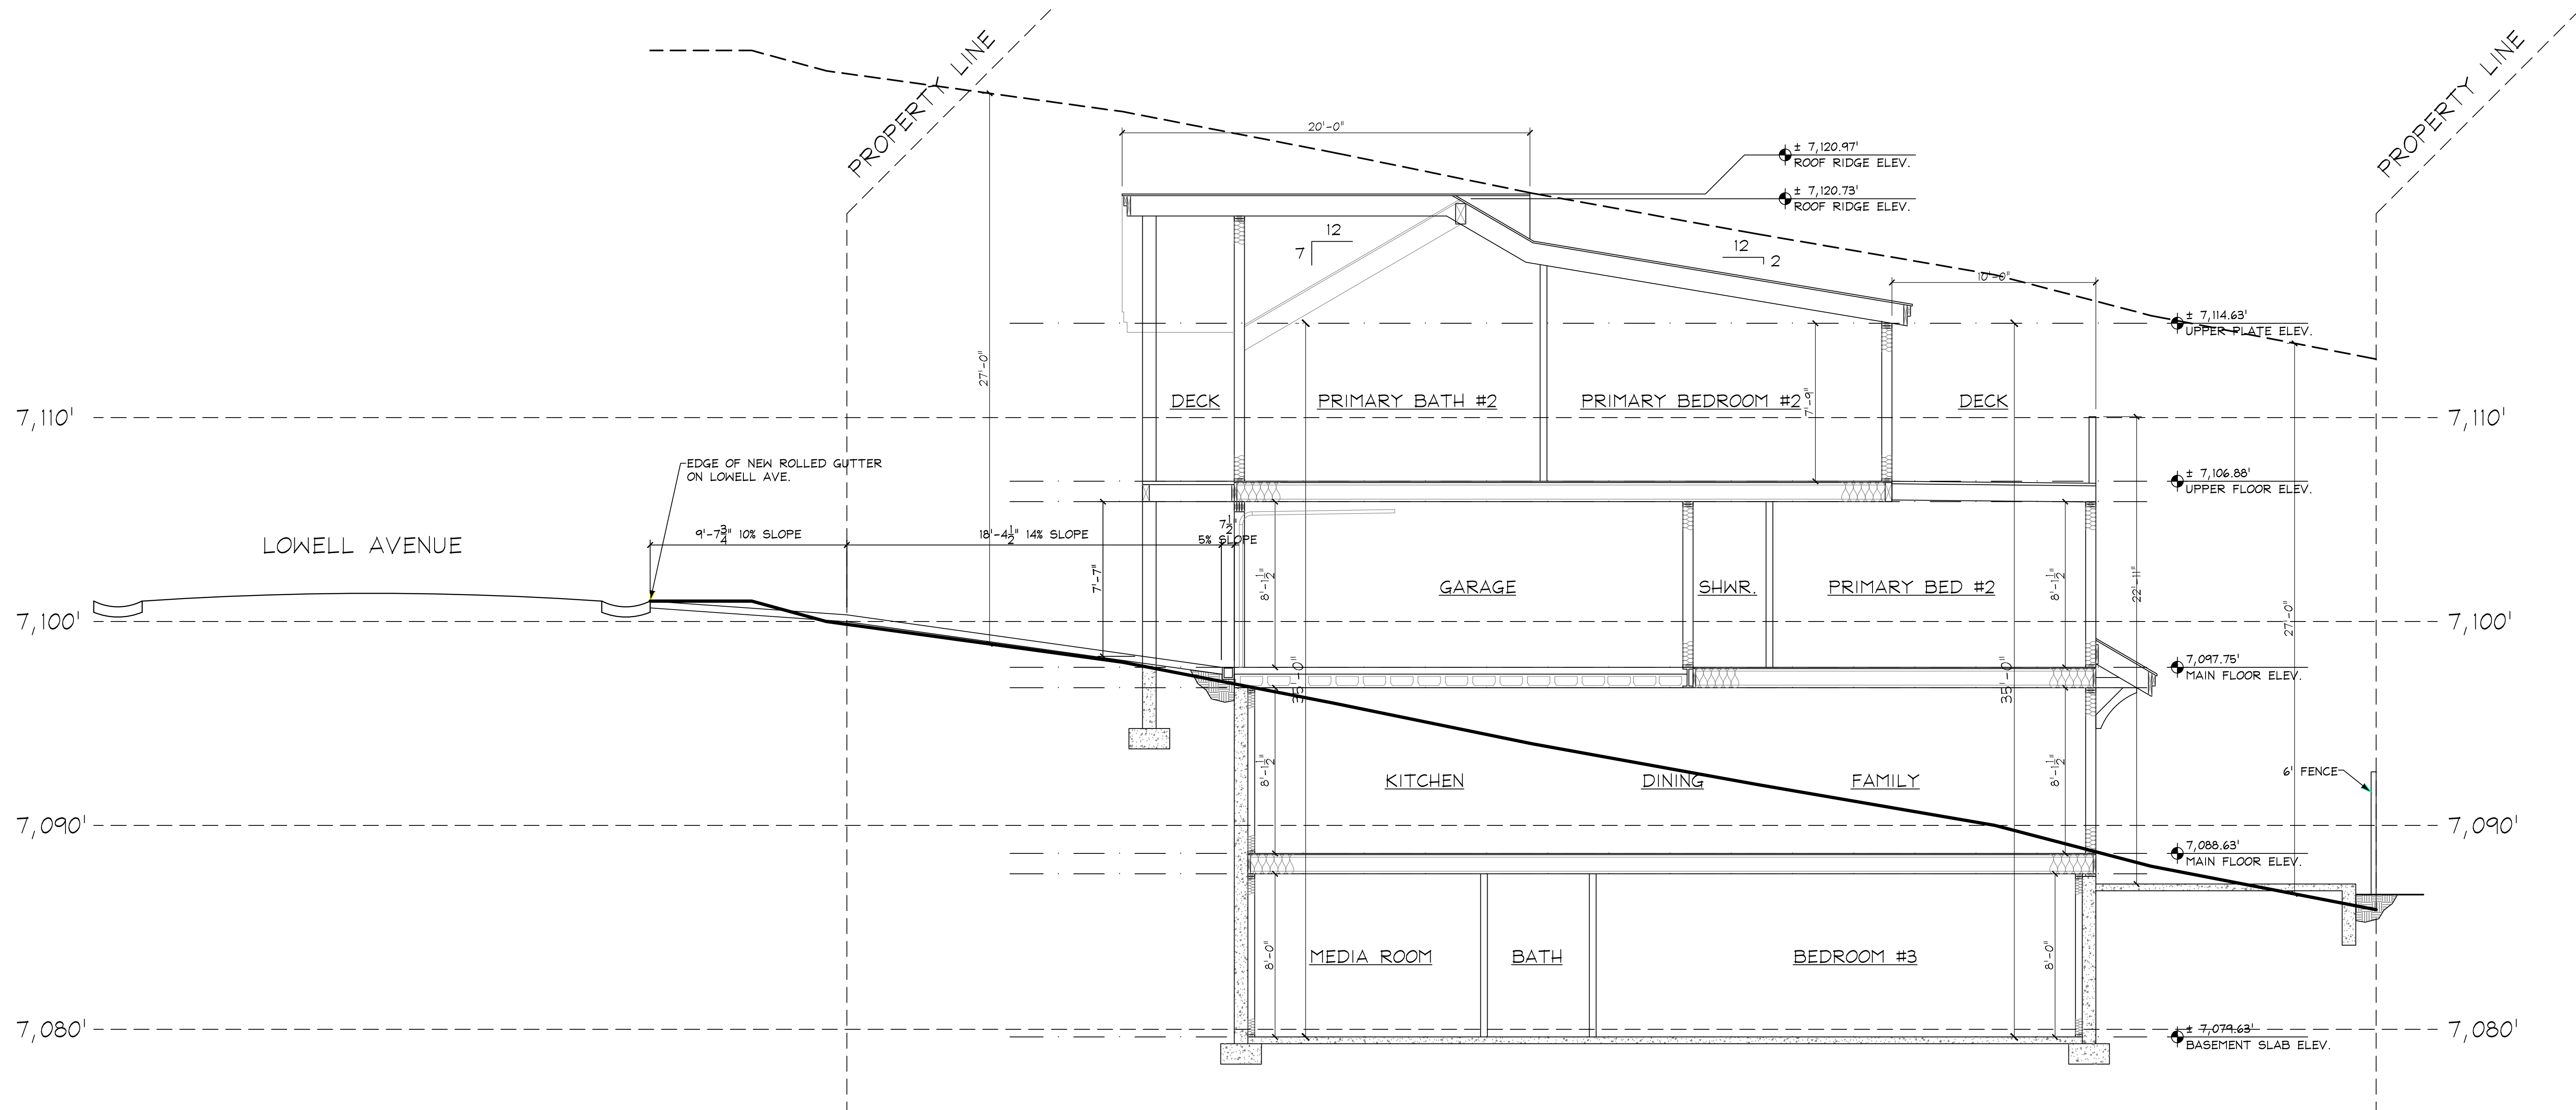 PROPERTY LINE
PROPERTY LINE
20'-0"
± 7,120.97'
ROOF RIDGE ELEV.
± 7,120.73'
ROOF RIDGE ELEV.
12
7
12
2
10'-0"
± 7,114.63'
UPPER PLATE ELEV.
27'-0"
DECK
PRIMARY BATH #2
PRIMARY BEDROOM #2
7'-9"
DECK
7,110'
7,110'
EDGE OF NEW ROLLED GUTTER
ON LOWELL AVE.
± 7,106.88'
UPPER FLOOR ELEV.
LOWELL AVENUE
9'-7 3/4" 10% SLOPE
18'-4 1/2" 14% SLOPE
7 1/2"
5% SLOPE
7'-7"
8'-1 1/2"
GARAGE
SHWR.
PRIMARY BED #2
8'-1 1/2"
22'-11"
27'-0"
7,100'
7,100'
35'-0"
35'-0"
7,097.75'
MAIN FLOOR ELEV.
8'-1 1/2"
KITCHEN
DINING
FAMILY
8'-1 1/2"
6' FENCE
7,090'
7,090'
7,088.63'
MAIN FLOOR ELEV.
8'-0"
MEDIA ROOM
BATH
BEDROOM #3
8'-0"
7,080'
7,080'
± 7,079.63'
BASEMENT SLAB ELEV.